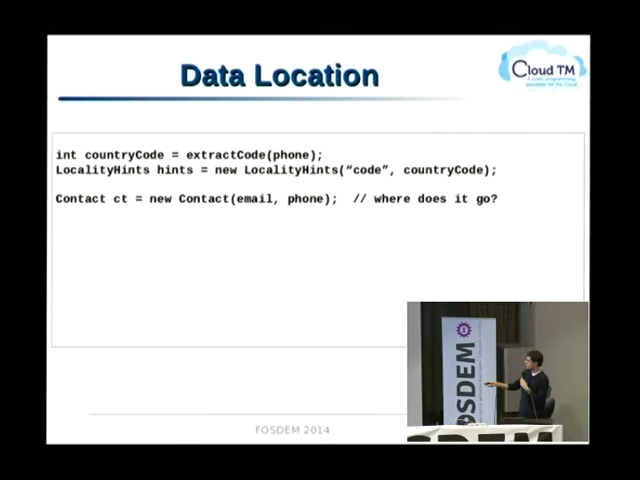 Data Location
Cloud TM
int countryCode = extractCode(phone);
LocalityHints hints = new LocalityHints(“code”, countryCode);
Contact ct = new Contact(email, phone);  // where does it go?
FOSDEM 2014
FOSDEM